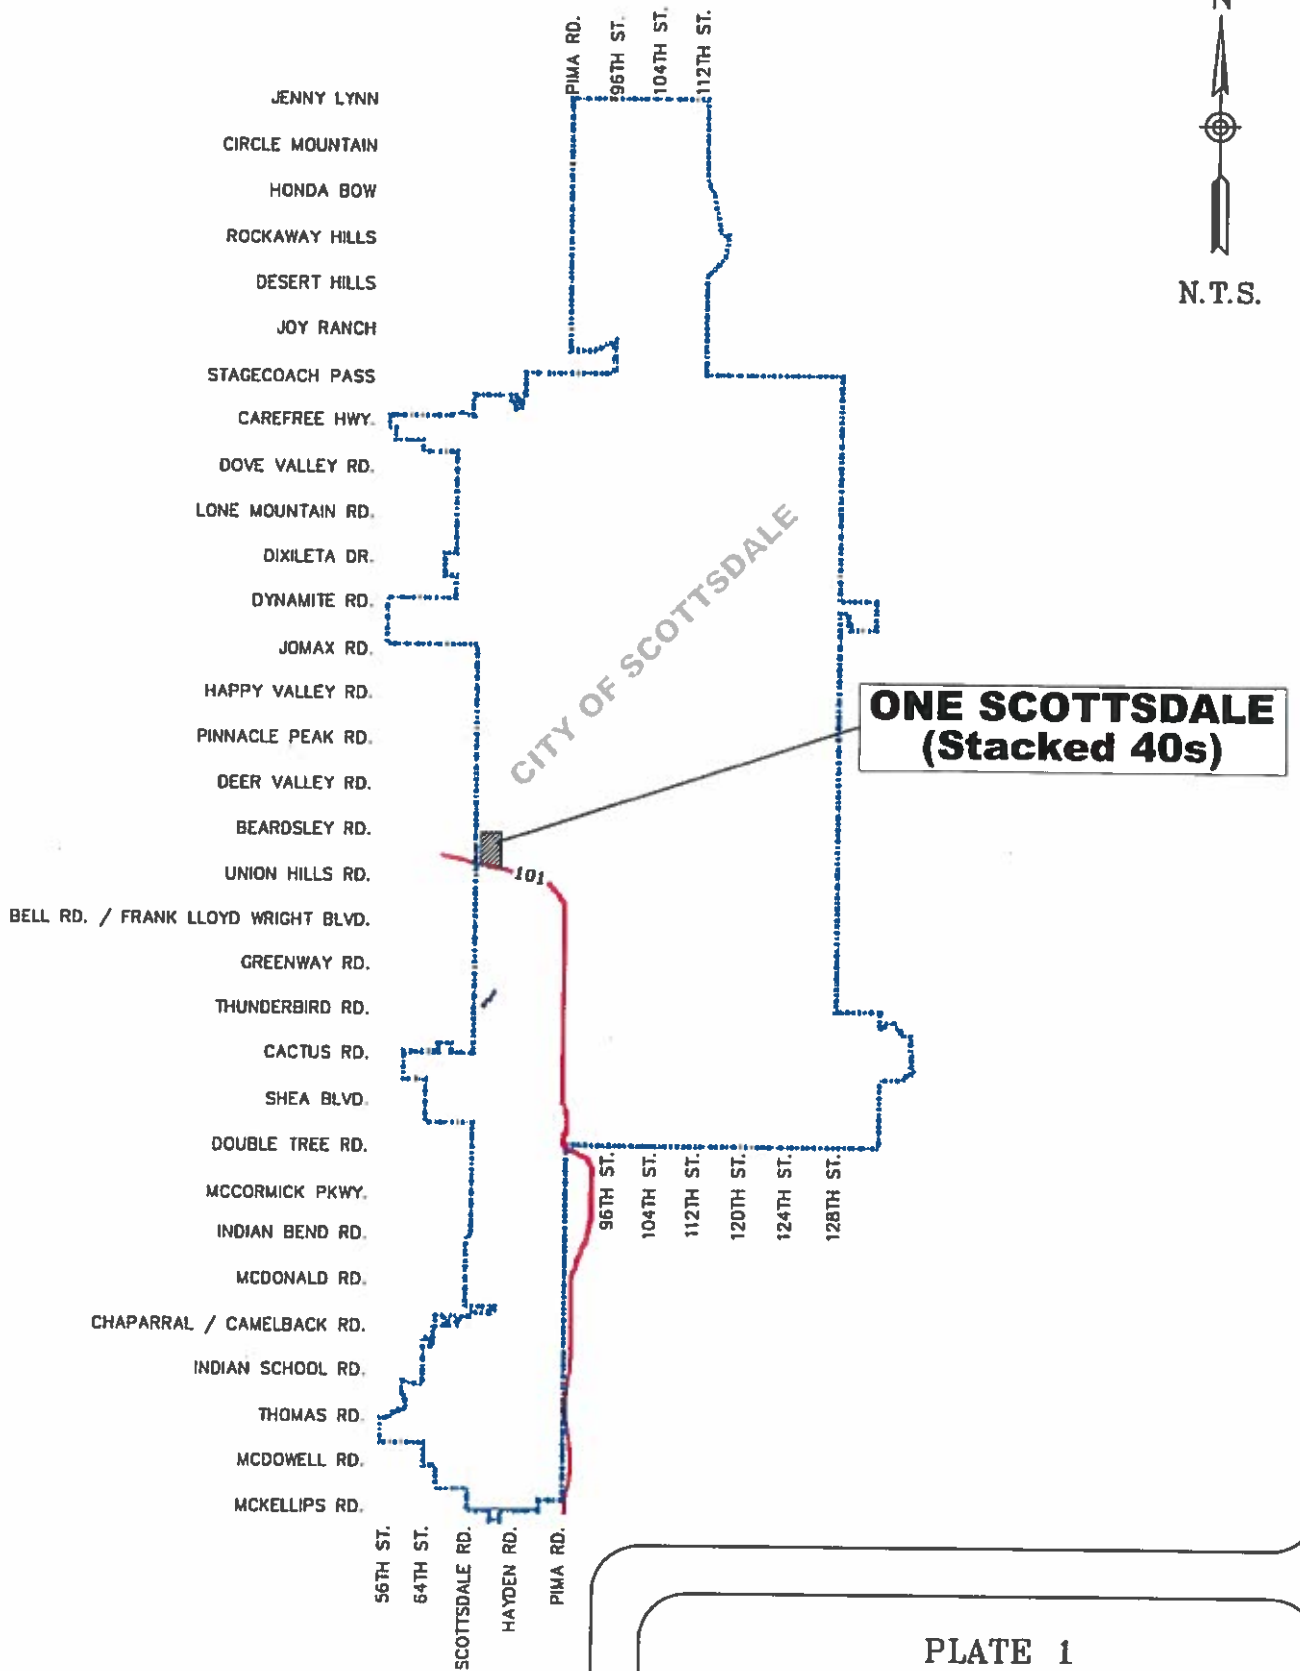 N
PIMA RD.
96TH ST.
104TH ST.
112TH ST.
JENNY LYNN
CIRCLE MOUNTAIN
HONDA BOW
ROCKAWAY HILLS
DESERT HILLS
N.T.S.
JOY RANCH
STAGECOACH PASS
CAREFREE HWY.
DOVE VALLEY RD.
LONE MOUNTAIN RD.
DIXILETA DR.
DYNAMITE RD.
JOMAX RD.
CITY OF SCOTTSDALE
HAPPY VALLEY RD.
ONE SCOTTSDALE
(Stacked 40s)
PINNACLE PEAK RD.
DEER VALLEY RD.
BEARDSLEY RD.
UNION HILLS RD.
101
BELL RD. / FRANK LLOYD WRIGHT BLVD.
GREENWAY RD.
THUNDERBIRD RD.
CACTUS RD.
SHEA BLVD.
DOUBLE TREE RD.
96TH ST.
104TH ST.
112TH ST.
120TH ST.
124TH ST.
128TH ST.
MCCORMICK PKWY.
INDIAN BEND RD.
MCDONALD RD.
CHAPARRAL / CAMELBACK RD.
INDIAN SCHOOL RD.
THOMAS RD.
MCDOWELL RD.
MCKELLIPS RD.
56TH ST.
64TH ST.
SCOTTSDALE RD.
HAYDEN RD.
PIMA RD.
PLATE 1